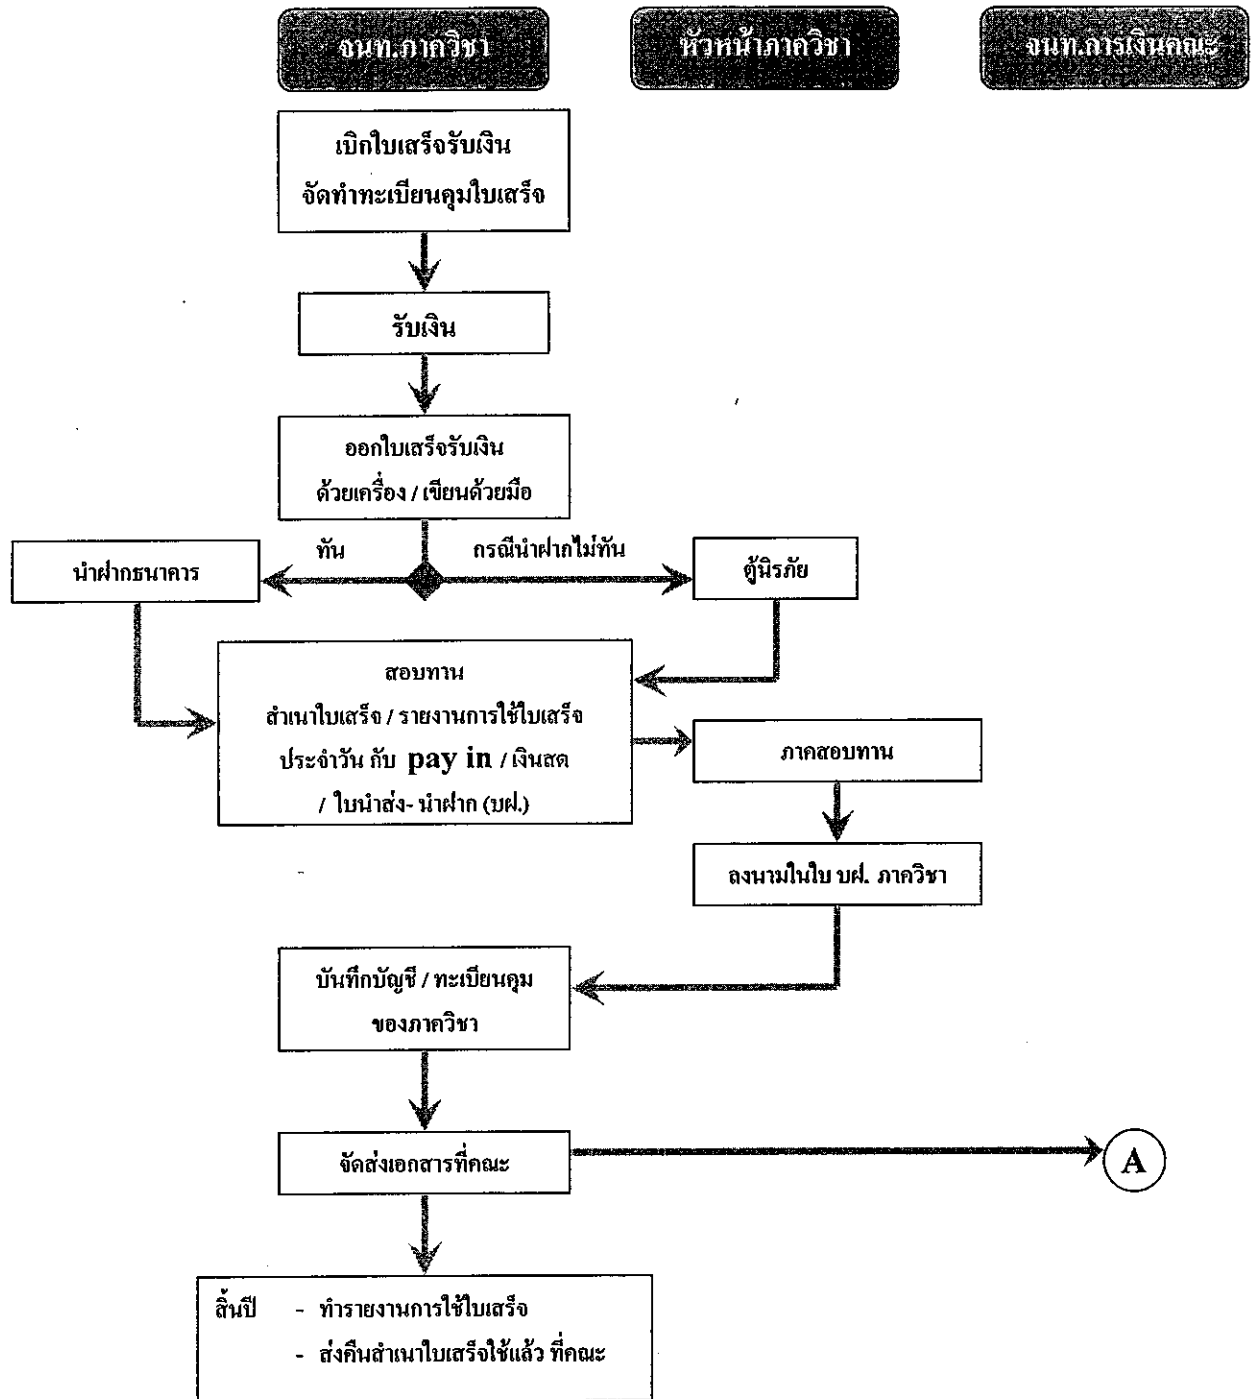 จนท.ภาควิชา
หัวหน้าภาควิชา
จนท.การเงินคณะ
เบิกใบเสร็จรับเงิน
จัดทำทะเบียนคุมใบเสร็จ
รับเงิน
ออกใบเสร็จรับเงิน
ด้วยเครื่อง / เขียนด้วยมือ
ทัน
กรณีนำฝากไม่ทัน
นำฝากธนาคาร
ตู้นิรภัย
สอบทาน
สำเนาใบเสร็จ / รายงานการใช้ใบเสร็จ
ประจำวัน กับ pay in / เงินสด
/ ใบนำส่ง- นำฝาก (บฝ.)
ภาคสอบทาน
ลงนามในใบ บฝ. ภาควิชา
บันทึกบัญชี / ทะเบียนคุม
ของภาควิชา
จัดส่งเอกสารที่คณะ
A
สิ้นปี - ทำรายงานการใช้ใบเสร็จ
- ส่งคืนสำเนาใบเสร็จใช้แล้ว ที่คณะ